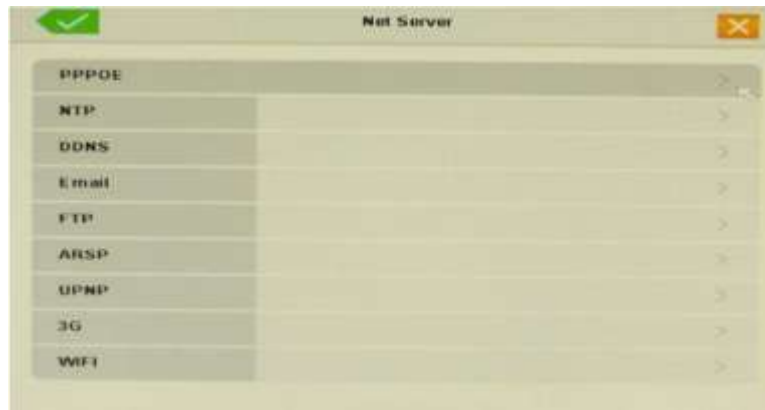 Net Server
PPPOE
NTP
DDNS
Email
FTP
ARSP
UPNP
3G
WIFI